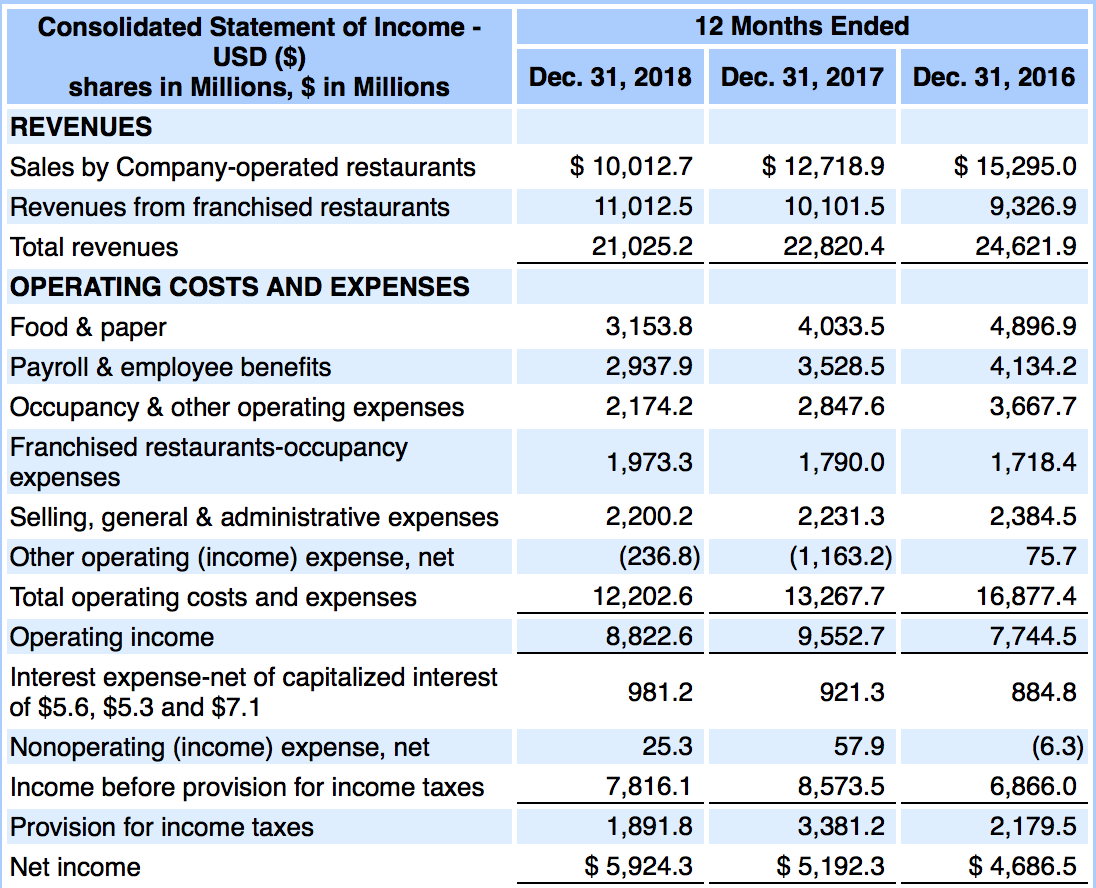 Consolidated Statement of Income -
USD ($)
shares in Millions, $ in Millions
12 Months Ended
Dec. 31, 2018 Dec. 31, 2017 Dec. 31, 2016
REVENUES
Sales by Company-operated restaurants $ 10,012.7 $ 12,718.9 $ 15,295.0
Revenues from franchised restaurants 11,012.5 10,101.5 9,326.9
Total revenues 21,025.2 22,820.4 24,621.9
OPERATING COSTS AND EXPENSES
Food & paper 3,153.8 4,033.5 4,896.9
Payroll & employee benefits 2,937.9 3,528.5 4,134.2
Occupancy & other operating expenses 2,174.2 2,847.6 3,667.7
Franchised restaurants-occupancy
expenses 1,973.3 1,790.0 1,718.4
Selling, general & administrative expenses 2,200.2 2,231.3 2,384.5
Other operating (income) expense, net (236.8) (1,163.2) 75.7
Total operating costs and expenses 12,202.6 13,267.7 16,877.4
Operating income 8,822.6 9,552.7 7,744.5
Interest expense-net of capitalized interest
of $5.6, $5.3 and $7.1 981.2 921.3 884.8
Nonoperating (income) expense, net 25.3 57.9 (6.3)
Income before provision for income taxes 7,816.1 8,573.5 6,866.0
Provision for income taxes 1,891.8 3,381.2 2,179.5
Net income $ 5,924.3 $ 5,192.3 $ 4,686.5